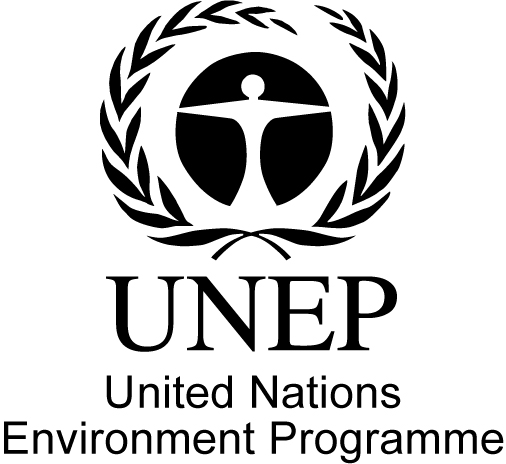 UNEP
United Nations
Environment Programme